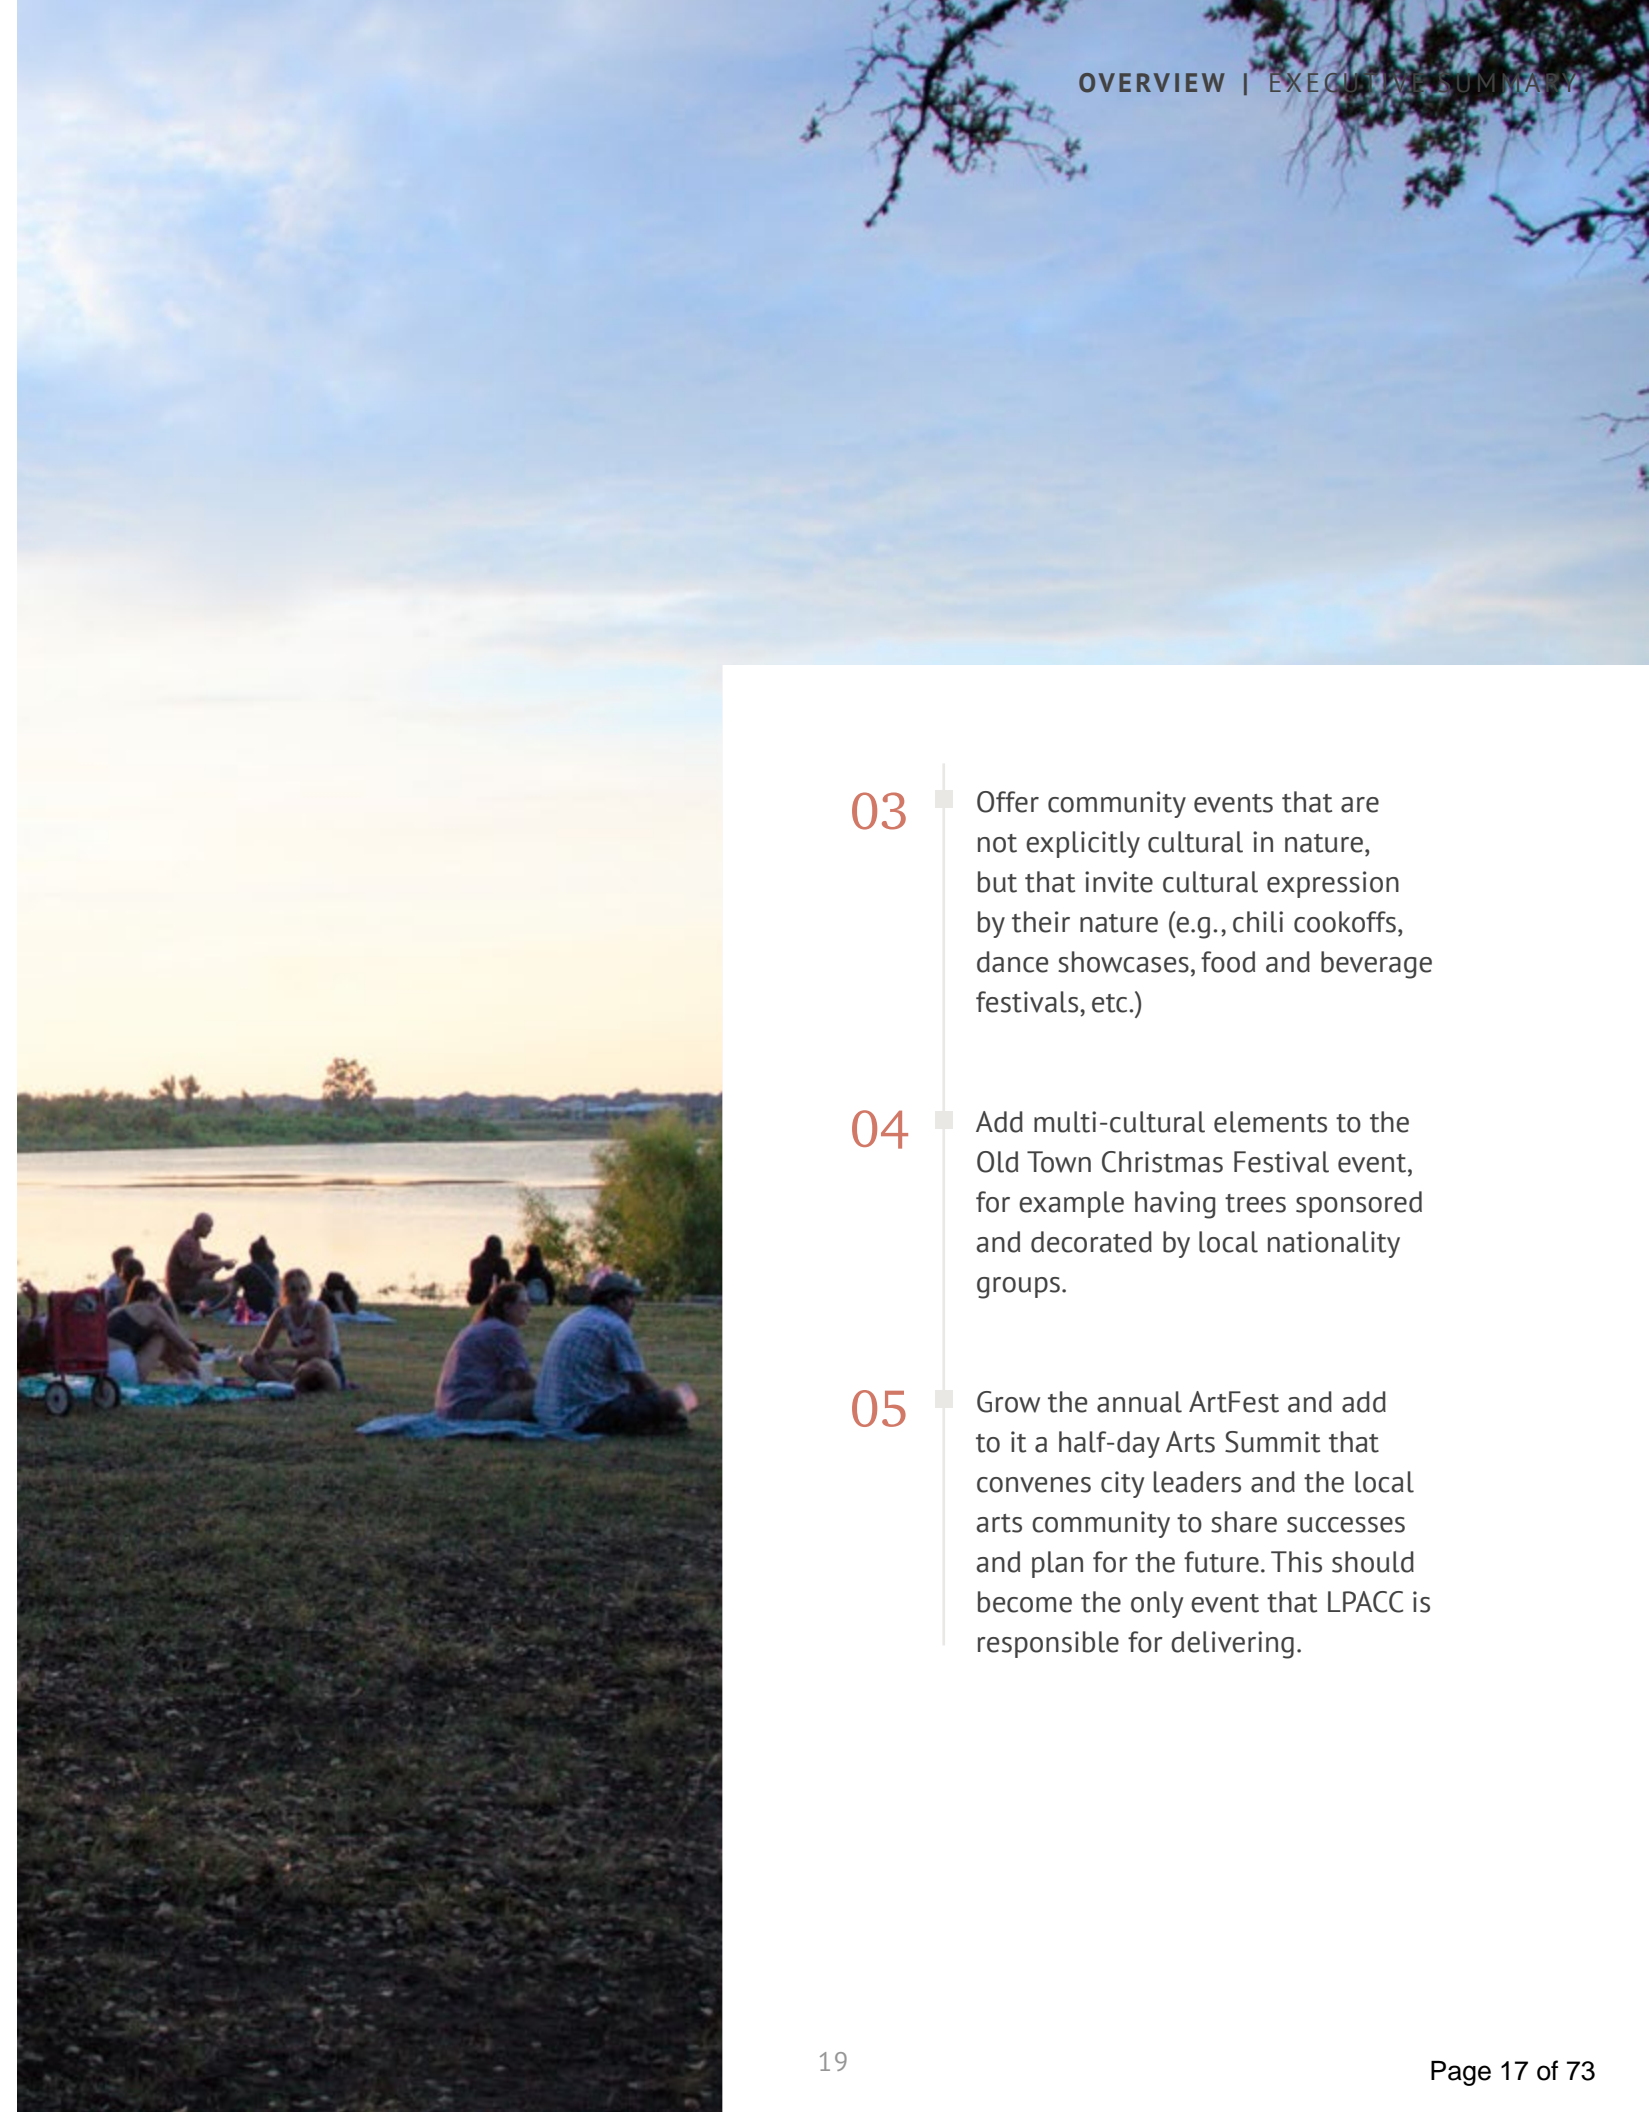 OVERVIEW | EXECUTIVE SUMMARY
03
Offer community events that are
not explicitly cultural in nature,
but that invite cultural expression
by their nature (e.g., chili cookoffs,
dance showcases, food and beverage
festivals, etc.)
04
Add multi-cultural elements to the
Old Town Christmas Festival event,
for example having trees sponsored
and decorated by local nationality
groups.
05
Grow the annual ArtFest and add
to it a half-day Arts Summit that
convenes city leaders and the local
arts community to share successes
and plan for the future. This should
become the only event that LPACC is
responsible for delivering.
19
Page 17 of 73